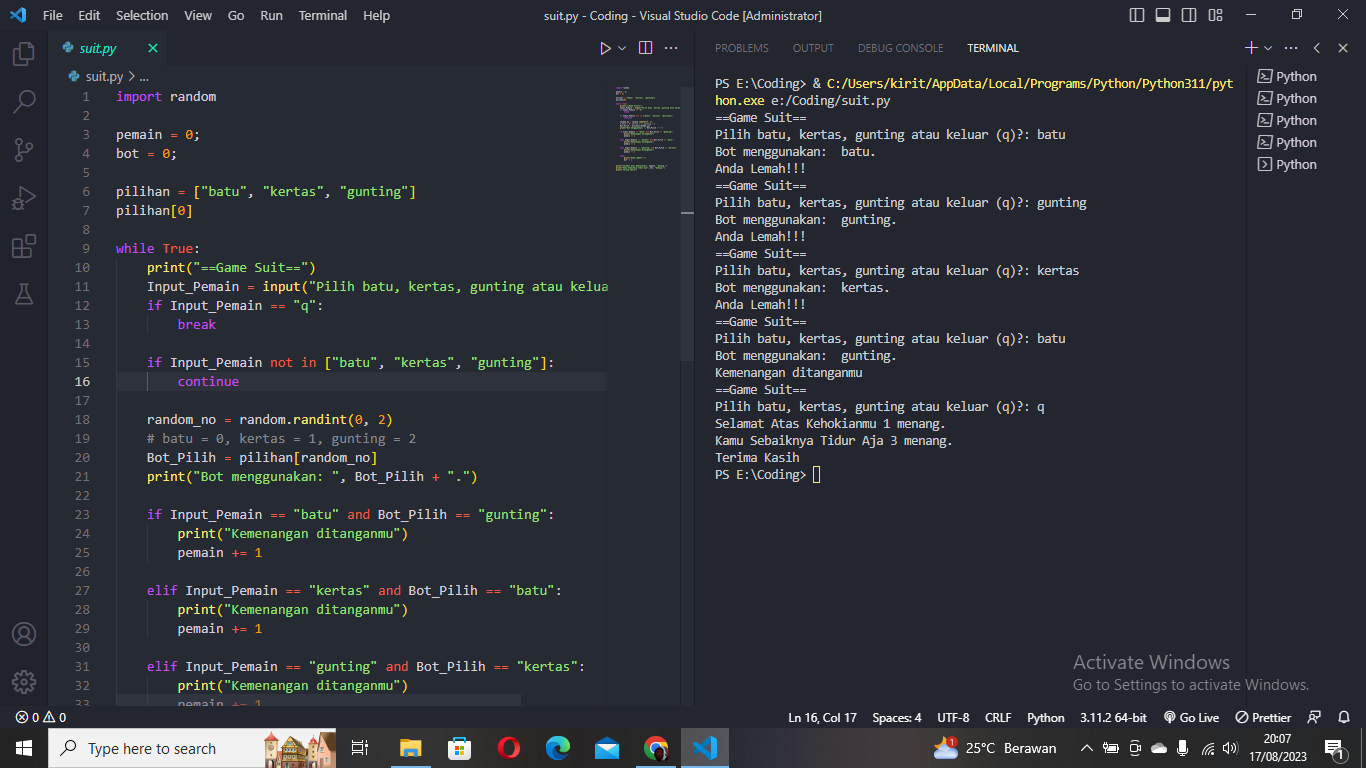 File Edit Selection View Go Run Terminal Help
suit.py - Coding - Visual Studio Code [Administrator]
suit.py
suit.py > ...
1 import random
2
3 pemain = 0;
4 bot = 0;
5
6 pilihan = ["batu", "kertas", "gunting"]
7 pilihan[0]
8
9 while True:
10 print("==Game Suit==")
11 Input_Pemain = input("Pilih batu, kertas, gunting atau kelua
12 if Input_Pemain == "q":
13 break
14
15 if Input_Pemain not in ["batu", "kertas", "gunting"]:
16 continue
17
18 random_no = random.randint(0, 2)
19 # batu = 0, kertas = 1, gunting = 2
20 Bot_Pilih = pilihan[random_no]
21 print("Bot menggunakan: ", Bot_Pilih + ".")
22
23 if Input_Pemain == "batu" and Bot_Pilih == "gunting":
24 print("Kemenangan ditanganmu")
25 pemain += 1
26
27 elif Input_Pemain == "kertas" and Bot_Pilih == "batu":
28 print("Kemenangan ditanganmu")
29 pemain += 1
30
31 elif Input_Pemain == "gunting" and Bot_Pilih == "kertas":
32 print("Kemenangan ditanganmu")
33 pemain += 1
PROBLEMS OUTPUT DEBUG CONSOLE TERMINAL
PS E:\Coding> & C:/Users/kirit/AppData/Local/Programs/Python/Python311/pyt
hon.exe e:/Coding/suit.py
==Game Suit==
Pilih batu, kertas, gunting atau keluar (q)?: batu
Bot menggunakan:  batu.
Anda Lemah!!!
==Game Suit==
Pilih batu, kertas, gunting atau keluar (q)?: gunting
Bot menggunakan:  gunting.
Anda Lemah!!!
==Game Suit==
Pilih batu, kertas, gunting atau keluar (q)?: kertas
Bot menggunakan:  kertas.
Anda Lemah!!!
==Game Suit==
Pilih batu, kertas, gunting atau keluar (q)?: batu
Bot menggunakan:  gunting.
Kemenangan ditanganmu
==Game Suit==
Pilih batu, kertas, gunting atau keluar (q)?: q
Selamat Atas Kehokianmu 1 menang.
Kamu Sebaiknya Tidur Aja 3 menang.
Terima Kasih
PS E:\Coding>
Python
Python
Python
Python
Python
Activate Windows
Go to Settings to activate Windows.
0 0
Ln 16, Col 17 Spaces: 4 UTF-8 CRLF Python 3.11.2 64-bit Go Live Prettier
Type here to search
1
25°C Berawan
20:07
17/08/2023
1